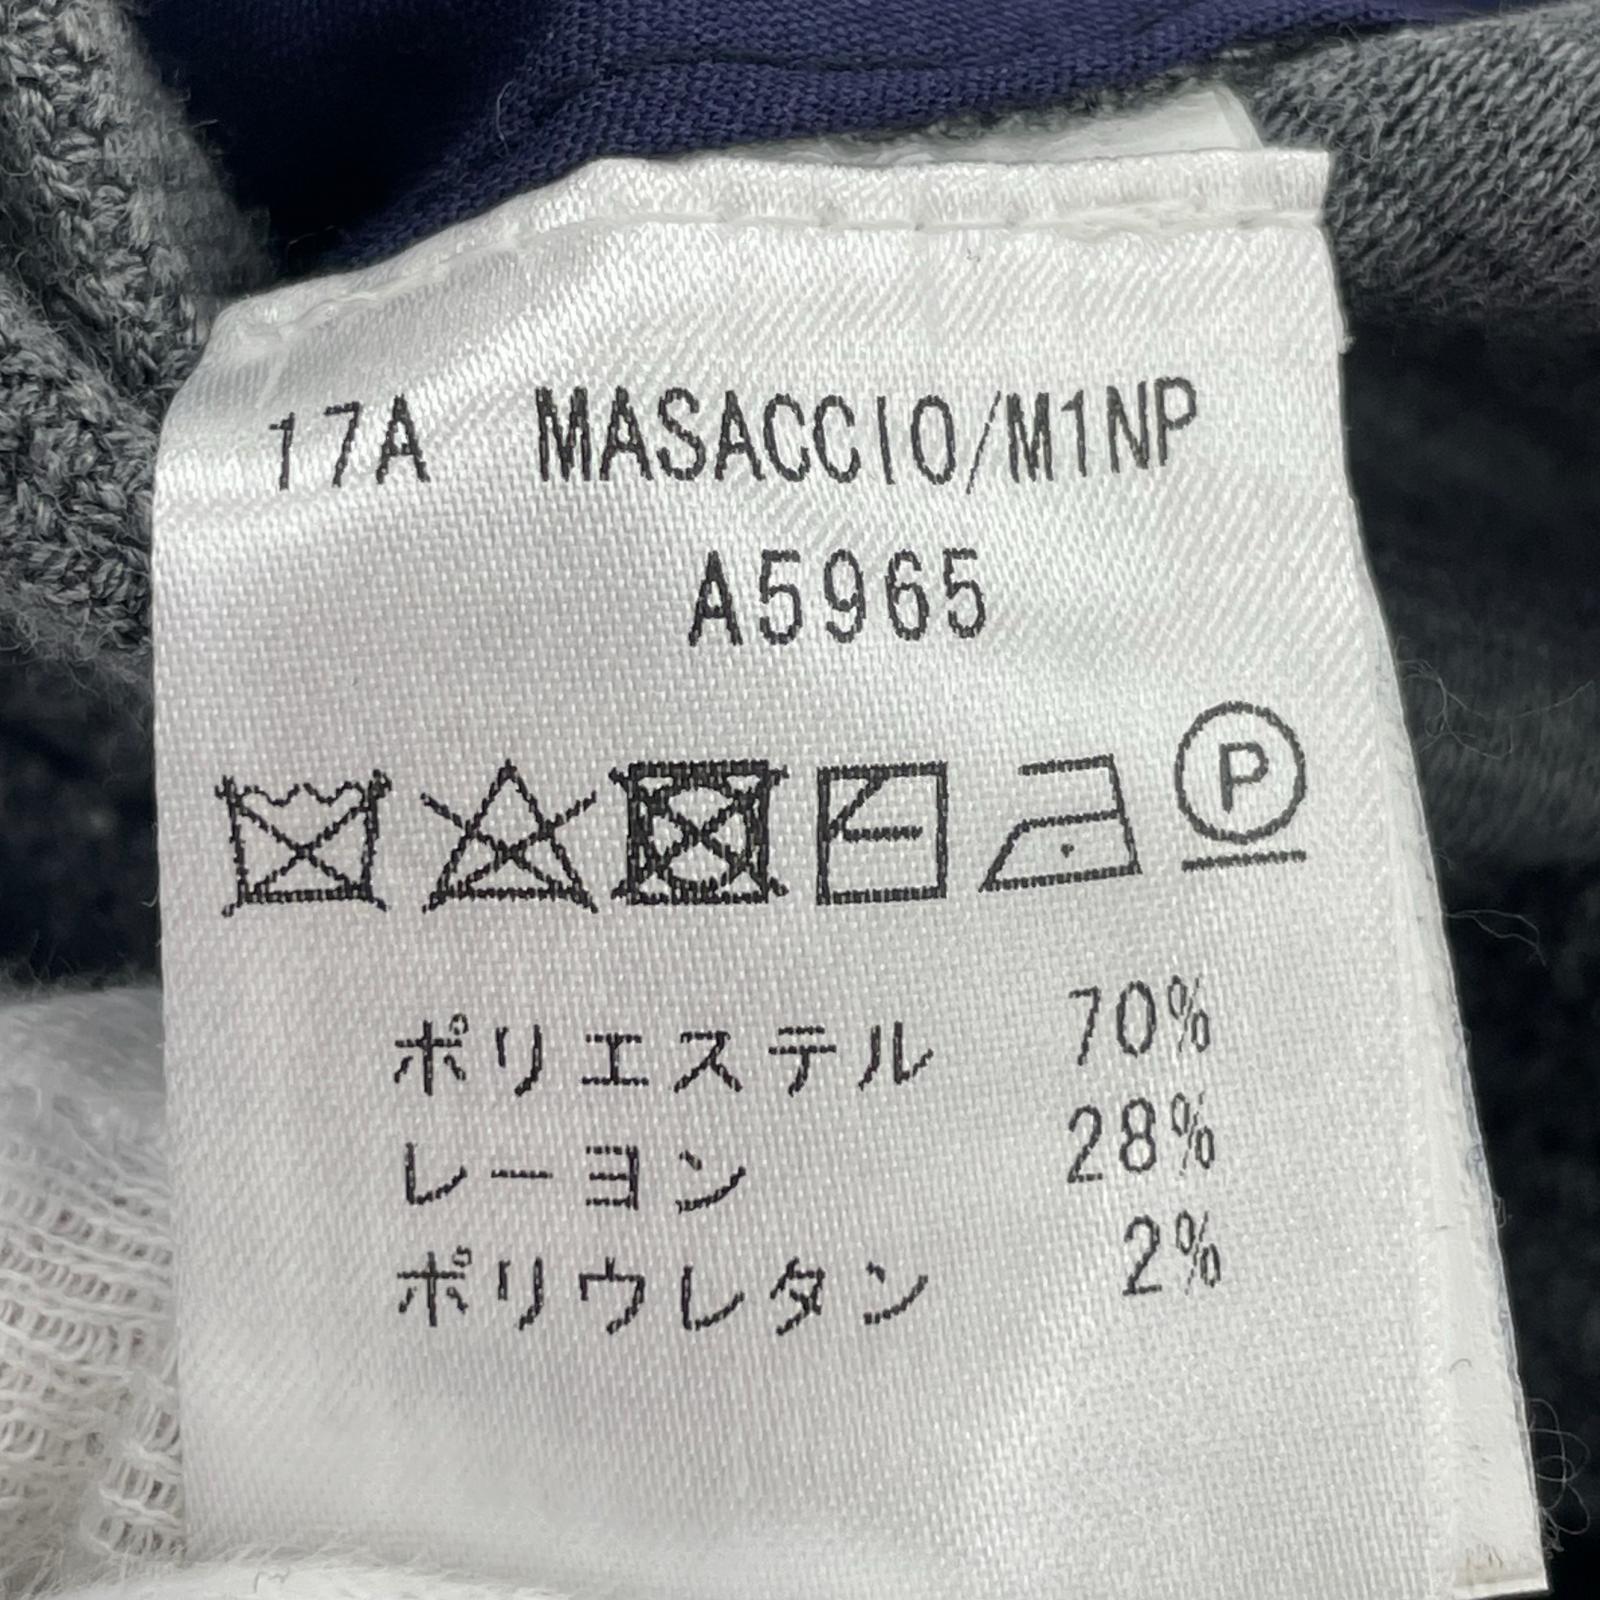 17A MASACCIO/M1NP
A5965
P
ポリエステル 70%
レーヨン 28%
ポリウレタン 2%